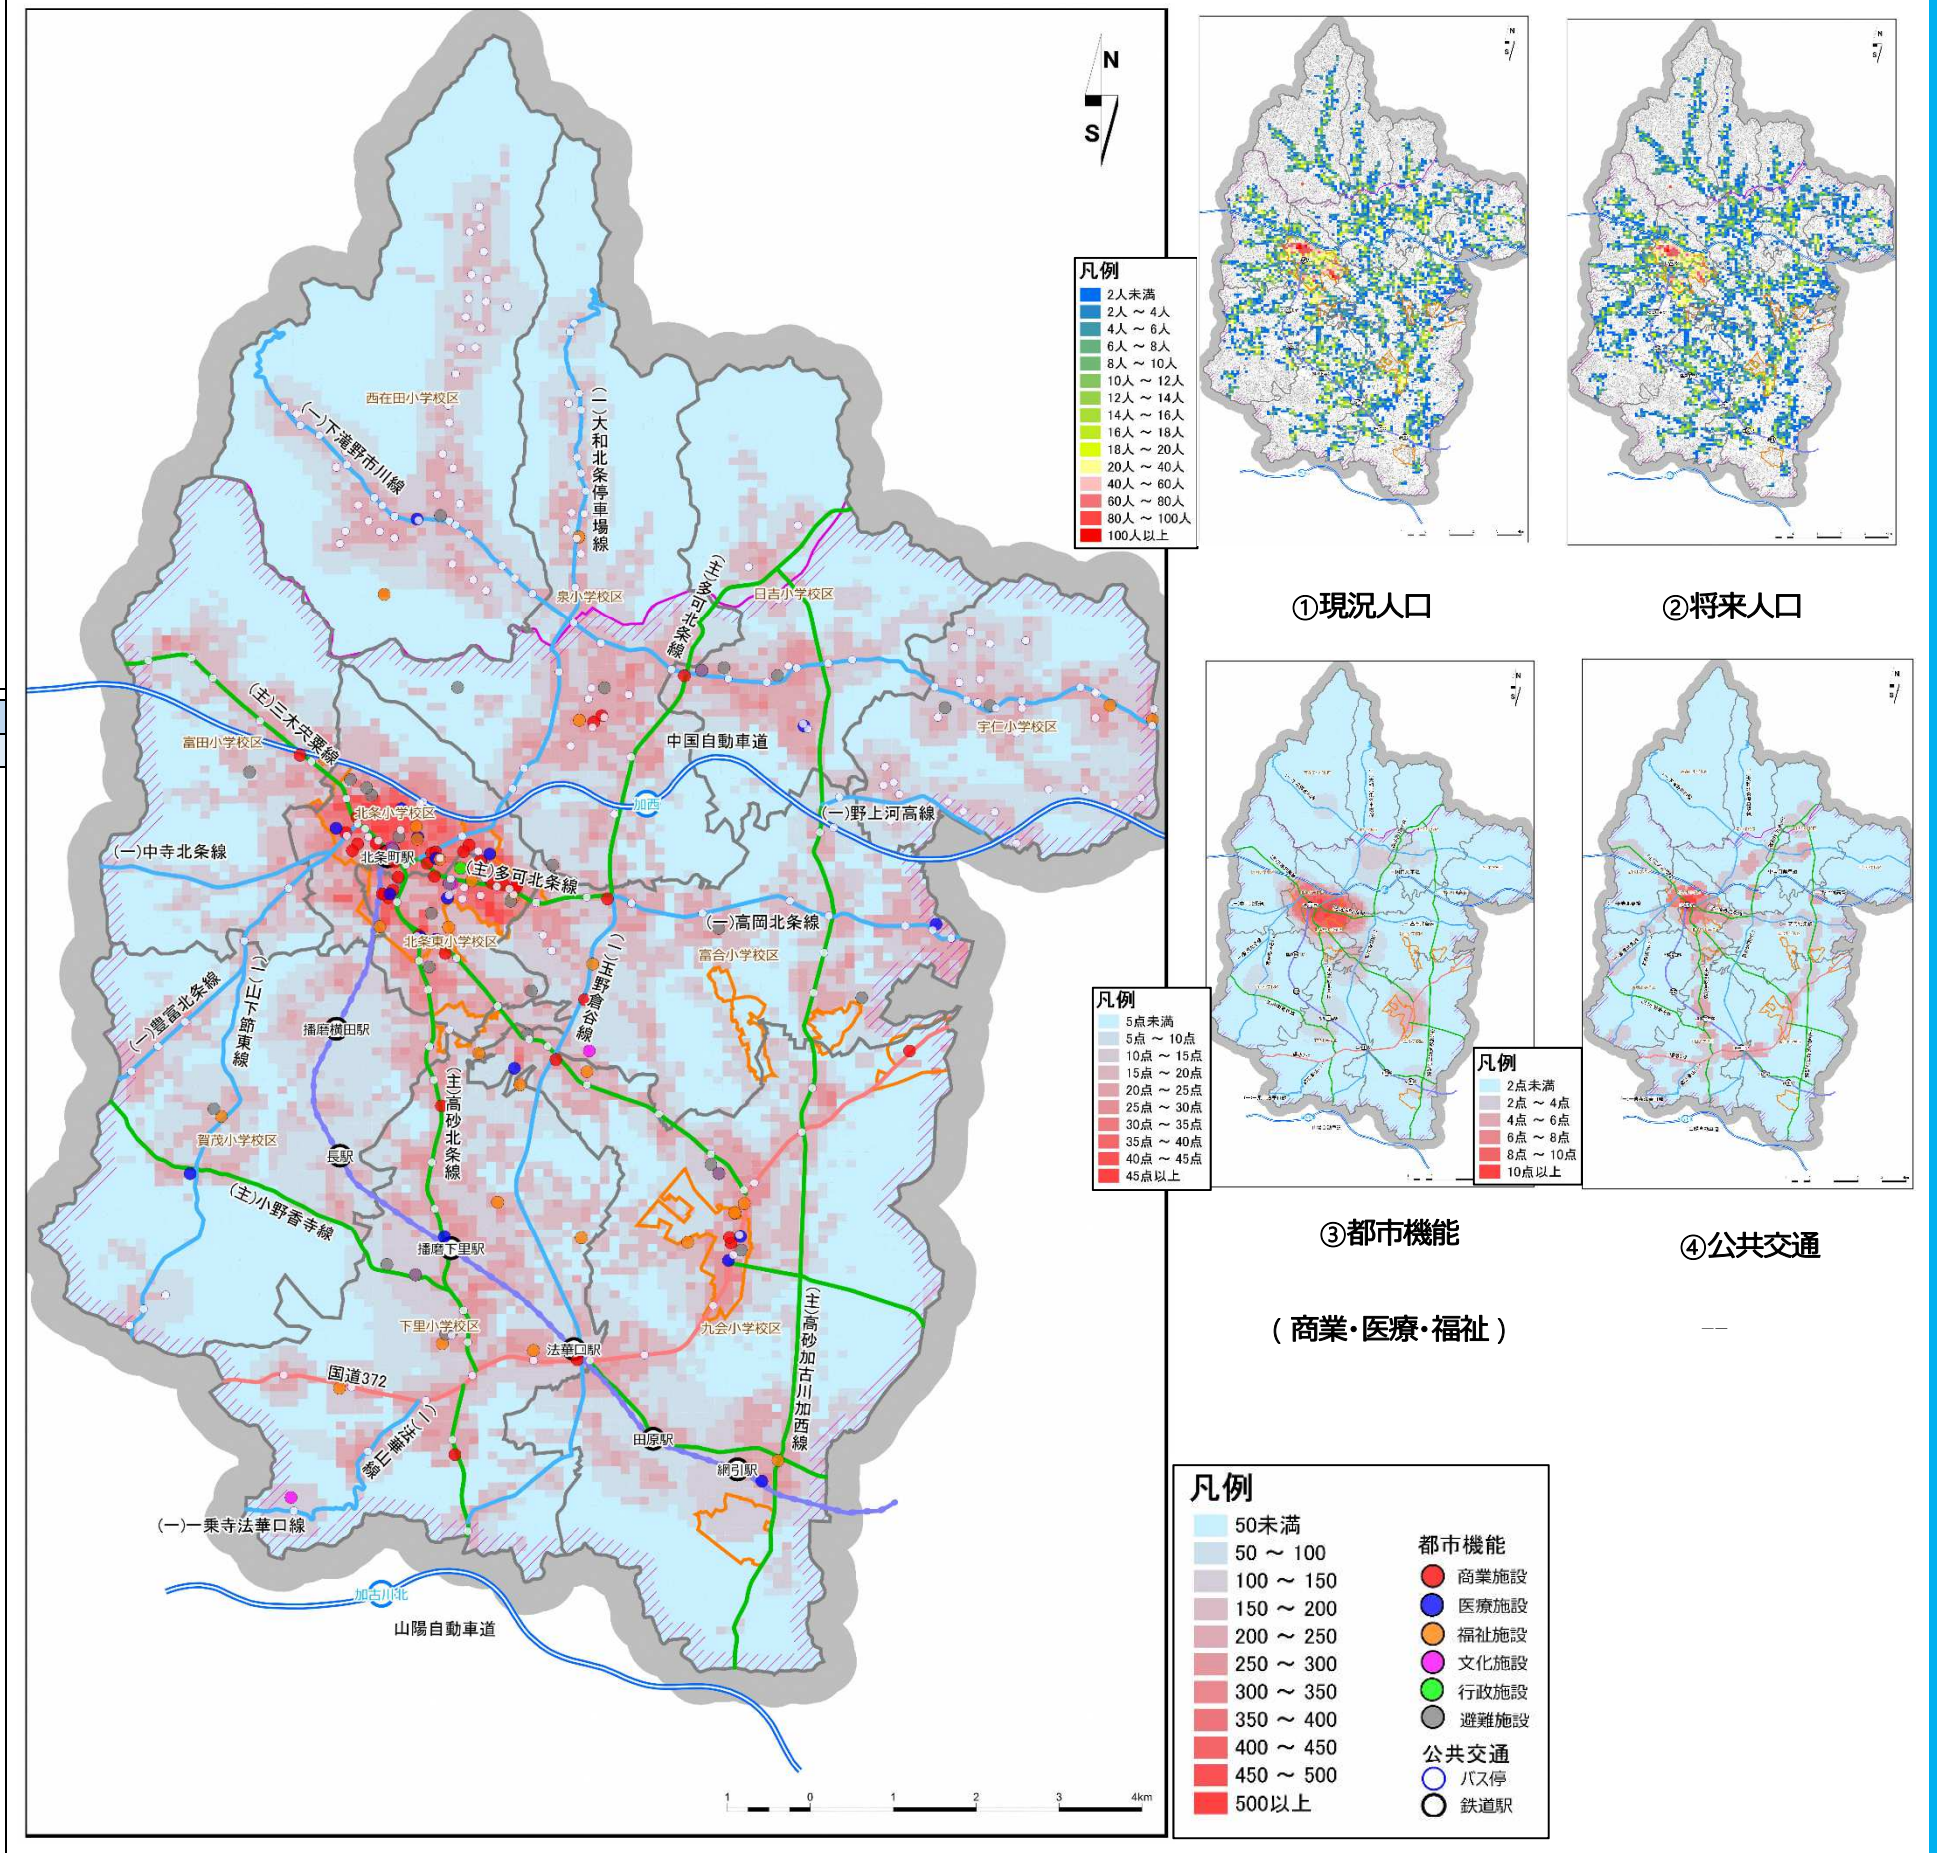 N
S
西在田小学校区
(一)下滝野市川線
(一)大和北条停車場線
(主)多可北条線
泉小学校区
日吉小学校区
(主)三木宍粟線
富田小学校区
中国自動車道
宇仁小学校区
加西
北条小学校区
(一)野上河高線
(一)中寺北条線
北条町駅
(主)多可北条線
(一)高岡北条線
北条東小学校区
富合小学校区
(一)豊富北条線
(一)山下節東線
(一)玉野倉谷線
播磨横田駅
(主)高砂北条線
賀茂小学校区
長駅
(主)小野香寺線
播磨下里駅
下里小学校区
九会小学校区
(主)高砂加古川加西線
法華口駅
国道372
(一)法華山線
田原駅
網引駅
(一)一乗寺法華口線
加古川北
山陽自動車道
1 0 1 2 3 4km
凡例
2人未満
2人 ～ 4人
4人 ～ 6人
6人 ～ 8人
8人 ～ 10人
10人 ～ 12人
12人 ～ 14人
14人 ～ 16人
16人 ～ 18人
18人 ～ 20人
20人 ～ 40人
40人 ～ 60人
60人 ～ 80人
80人 ～ 100人
100人以上
①現況人口
②将来人口
凡例
5点未満
5点 ～ 10点
10点 ～ 15点
15点 ～ 20点
20点 ～ 25点
25点 ～ 30点
30点 ～ 35点
35点 ～ 40点
40点 ～ 45点
45点以上
凡例
2点未満
2点 ～ 4点
4点 ～ 6点
6点 ～ 8点
8点 ～ 10点
10点以上
③都市機能
④公共交通
(商業・医療・福祉)
凡例
50未満
50 ～ 100
100 ～ 150
150 ～ 200
200 ～ 250
250 ～ 300
300 ～ 350
350 ～ 400
400 ～ 450
450 ～ 500
500以上
都市機能
商業施設
医療施設
福祉施設
文化施設
行政施設
避難施設
公共交通
バス停
鉄道駅